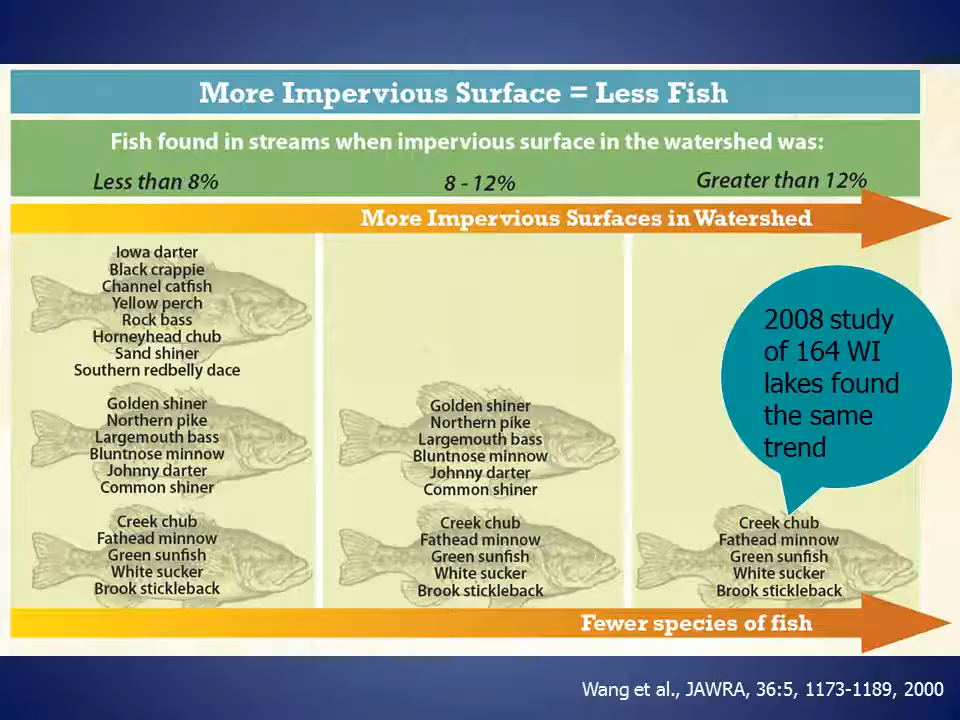 More Impervious Surface = Less Fish
Fish found in streams when impervious surface in the watershed was:
Less than 8%
8 - 12%
Greater than 12%
More Impervious Surfaces in Watershed
Iowa darter
Black crappie
Channel catfish
Yellow perch
Rock bass
Horneyhead chub
Sand shiner
Southern redbelly dace
Golden shiner
Northern pike
Largemouth bass
Bluntnose minnow
Johnny darter
Common shiner
Creek chub
Fathead minnow
Green sunfish
White sucker
Brook stickleback
Golden shiner
Northern pike
Largemouth bass
Bluntnose minnow
Johnny darter
Common shiner
Creek chub
Fathead minnow
Green sunfish
White sucker
Brook stickleback
2008 study
of 164 WI
lakes found
the same
trend
Creek chub
Fathead minnow
Green sunfish
White sucker
Brook stickleback
Fewer species of fish
Wang et al., JAWRA, 36:5, 1173-1189, 2000